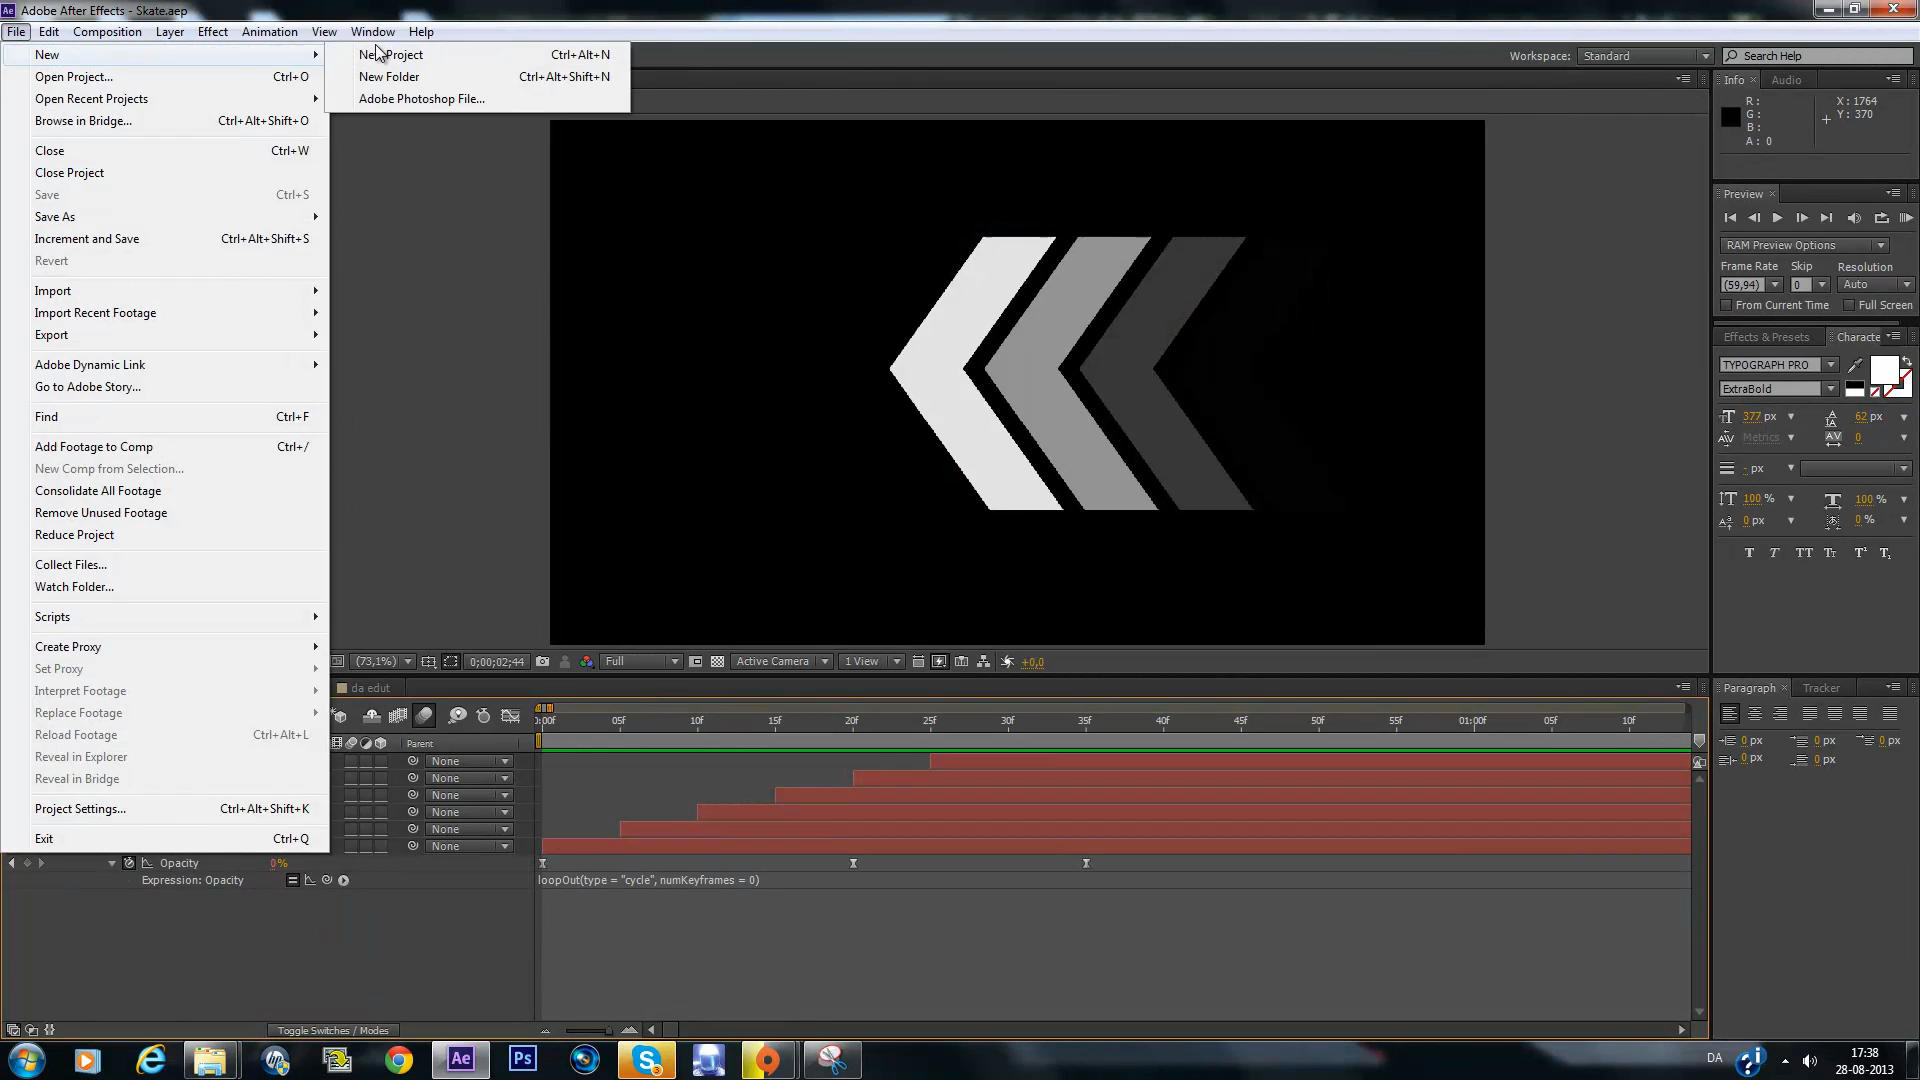 Adobe After Effects - Skate.aep
File Edit Composition Layer Effect Animation View Window Help
New
Open Project... Ctrl+O
Open Recent Projects
Browse in Bridge... Ctrl+Alt+Shift+O
Close Ctrl+W
Close Project
Save Ctrl+S
Save As
Increment and Save Ctrl+Alt+Shift+S
Revert
Import
Import Recent Footage
Export
Adobe Dynamic Link
Go to Adobe Story...
Find Ctrl+F
Add Footage to Comp Ctrl+/
New Comp from Selection...
Consolidate All Footage
Remove Unused Footage
Reduce Project
Collect Files...
Watch Folder...
Scripts
Create Proxy
Set Proxy
Interpret Footage
Replace Footage
Reload Footage Ctrl+Alt+L
Reveal in Explorer
Reveal in Bridge
Project Settings... Ctrl+Alt+Shift+K
Exit Ctrl+Q
New Project Ctrl+Alt+N
New Folder Ctrl+Alt+Shift+N
Adobe Photoshop File...
Workspace: Standard Search Help
Info Audio
R: X: 1764
G: Y: 370
B:
A: 0
Preview
RAM Preview Options
Frame Rate Skip Resolution
(59,94) 0 Auto
From Current Time Full Screen
Effects & Presets Characte
TYPOGRAPH PRO
ExtraBold
377 px 62 px
Metrics 0
- px
100 % 100 %
0 px 0 %
(73,1%) 0;00;02;44 Full Active Camera 1 View +0,0
da edut
0:00f 05f 10f 15f 20f 25f 30f 35f 40f 45f 50f 55f 01:00f 05f 10f
Parent
None
None
None
None
None
None
Opacity 0%
Expression: Opacity loopOut(type = "cycle", numKeyframes = 0)
Toggle Switches / Modes
Paragraph Tracker
0 px 0 px 0 px
0 px 0 px
Ae Ps
DA
17:38
28-08-2013